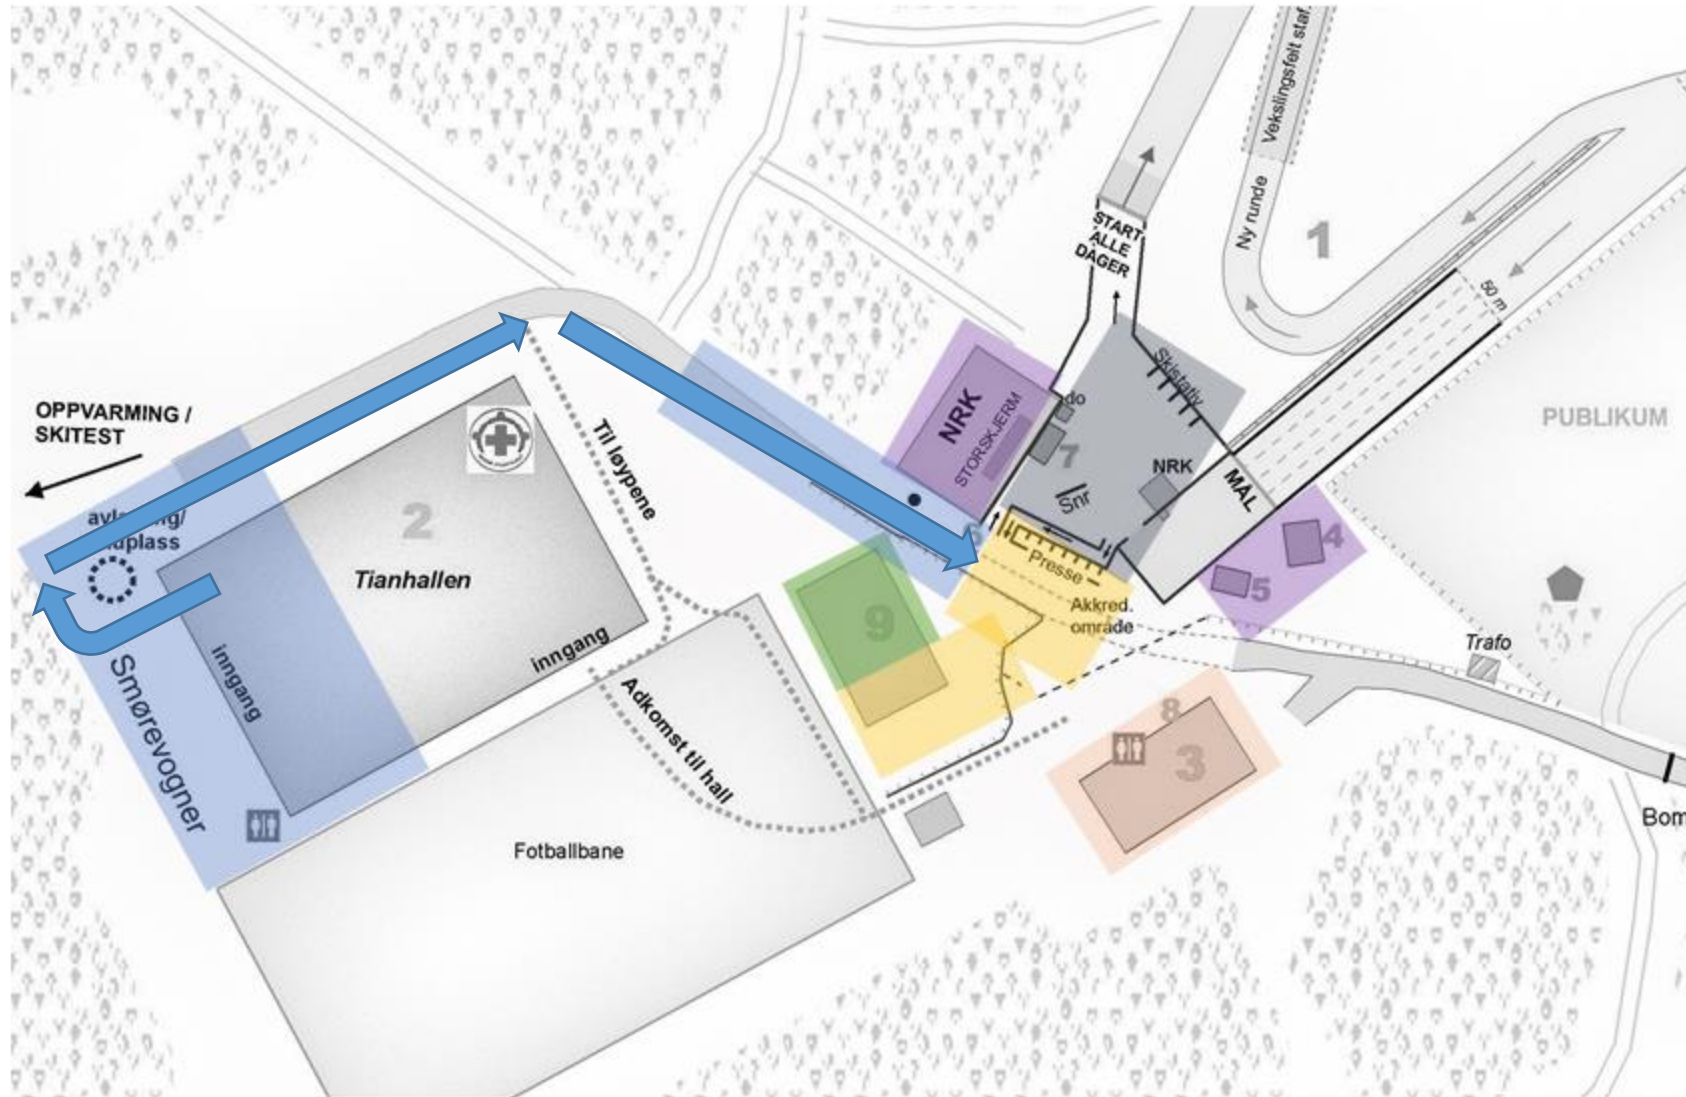 Vekslingsfelt staf
Ny runde
1
START
ALLE
DAGER
50 m
Skistativ
PUBLIKUM
NRK
STORSKJERM
do
7
NRK
MÅL
Snr
OPPVARMING /
SKITEST
Til løypene
2
Tianhallen
inngang
inngang
Smørevogner
Presse
Akkred.
område
4
5
9
Trafo
Adkomst til hall
8
3
Fotballbane
Bom